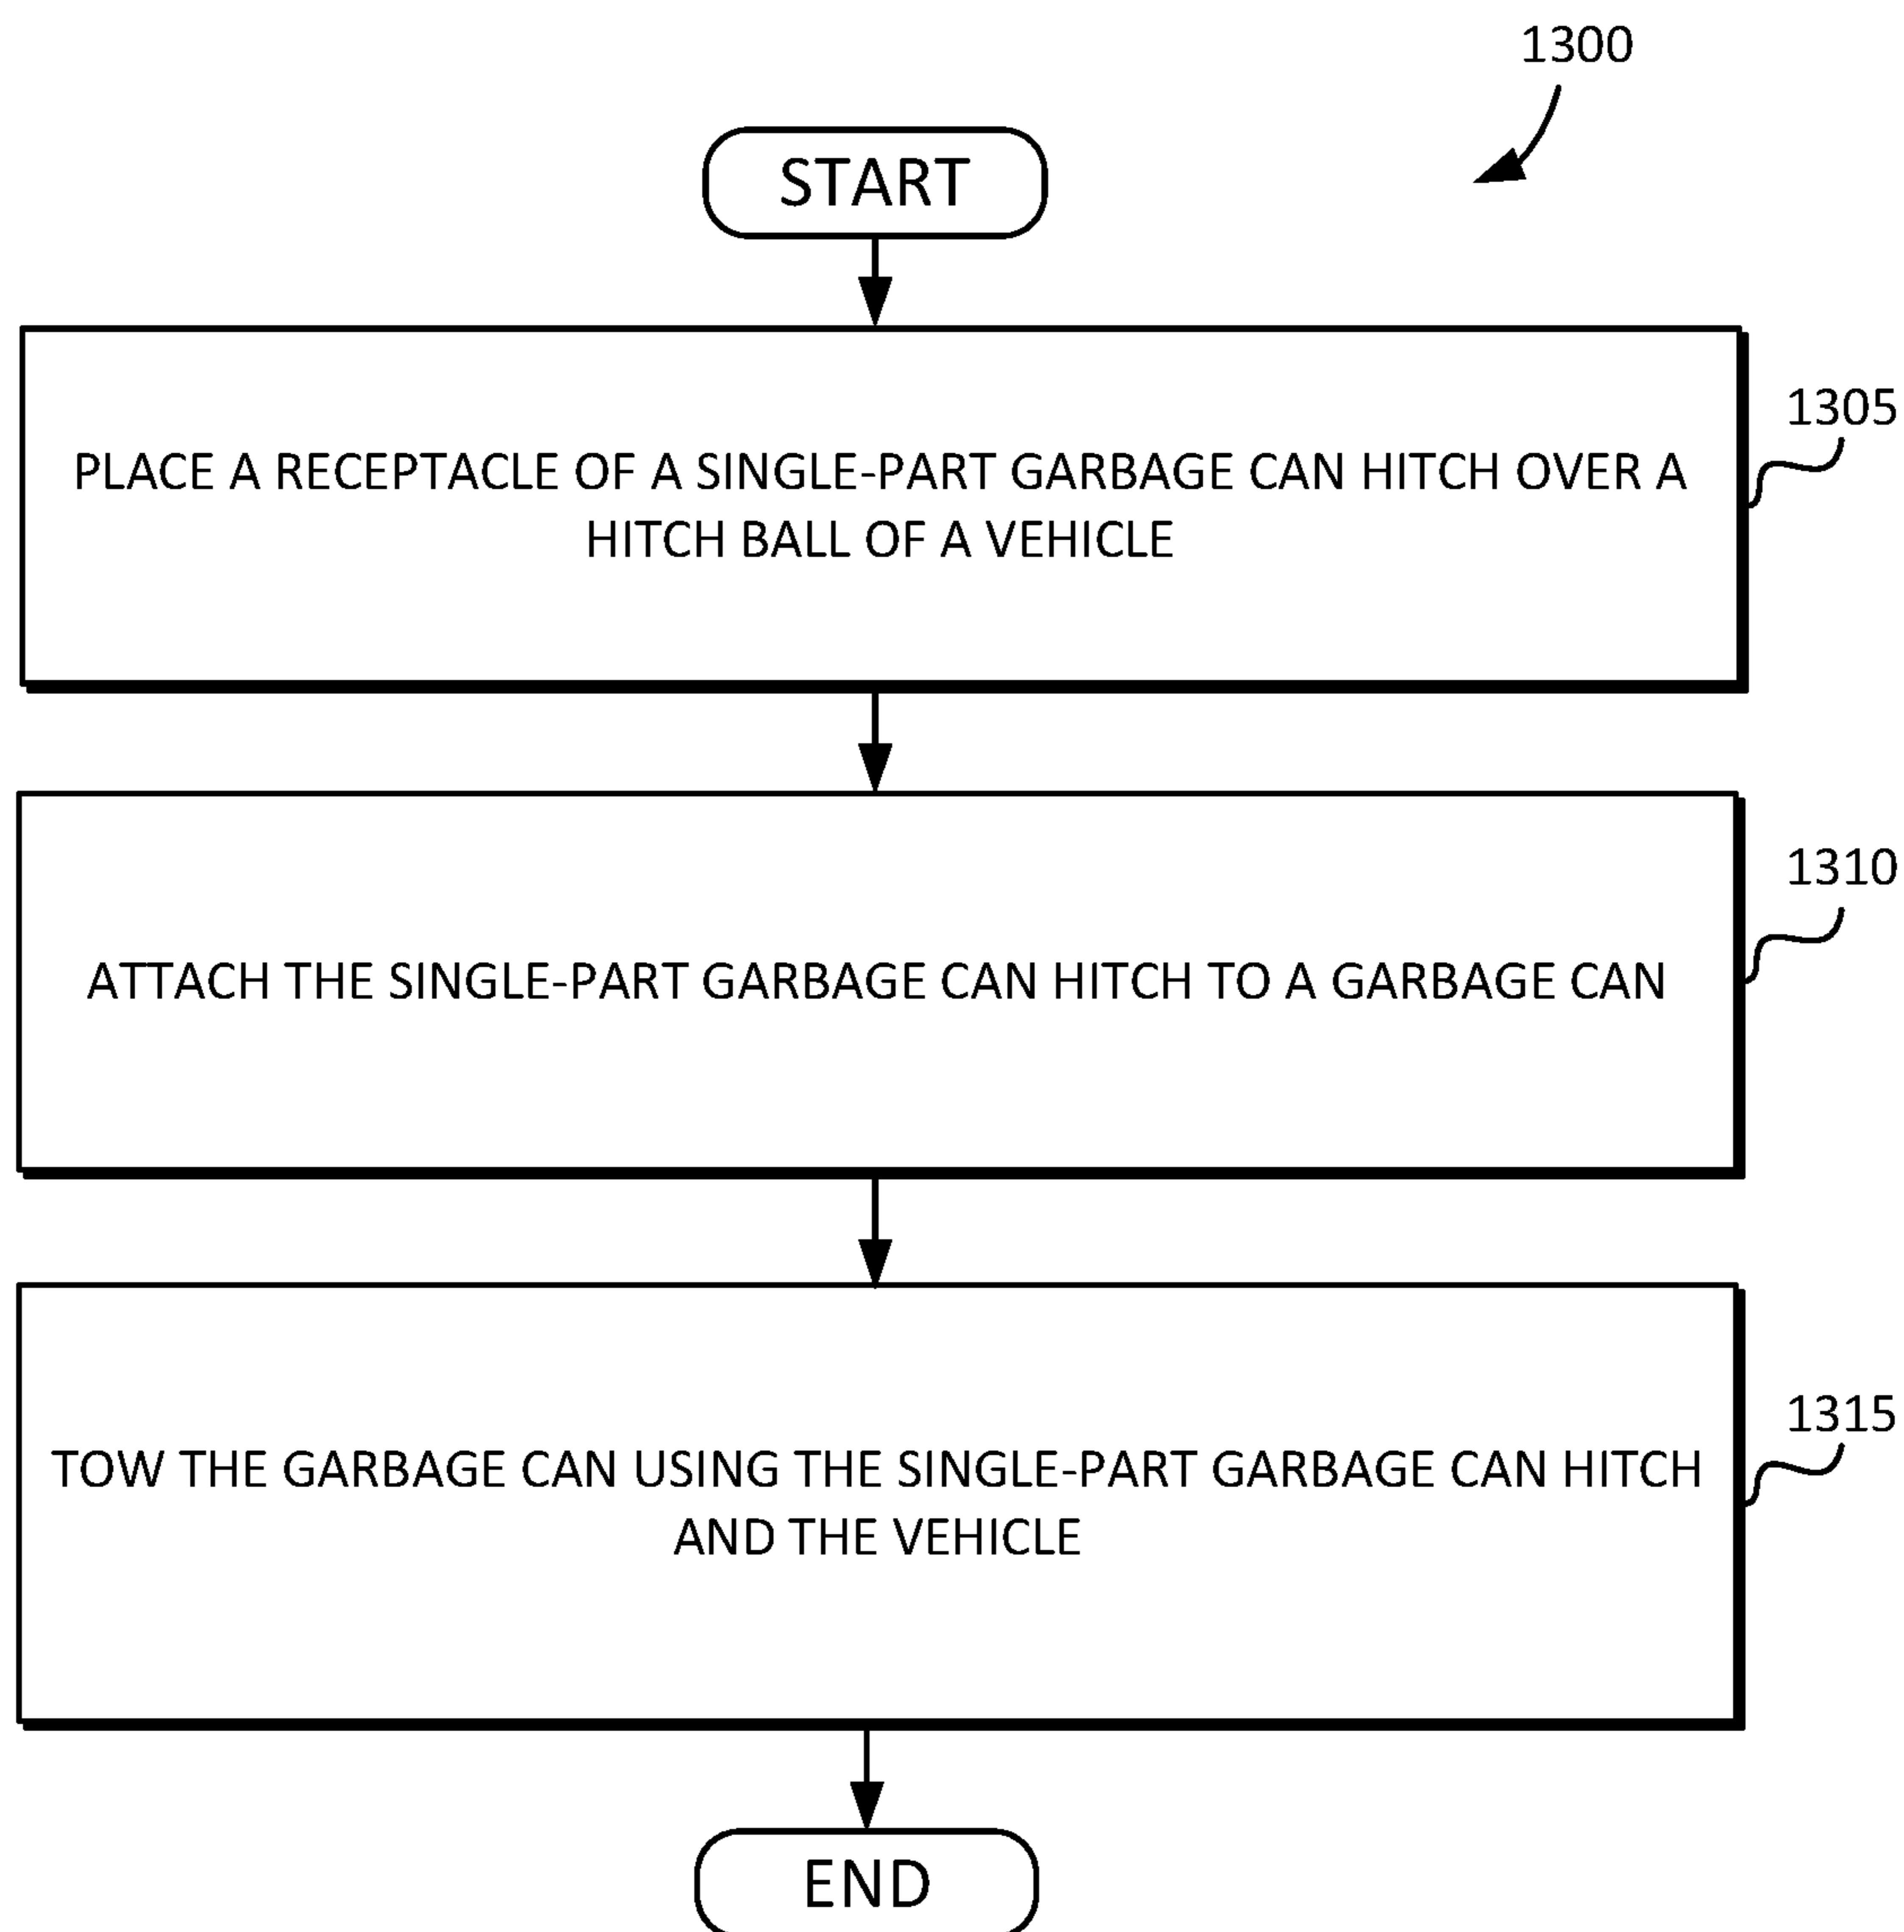 1300
START
PLACE A RECEPTACLE OF A SINGLE-PART GARBAGE CAN HITCH OVER A
HITCH BALL OF A VEHICLE
1305
ATTACH THE SINGLE-PART GARBAGE CAN HITCH TO A GARBAGE CAN
1310
TOW THE GARBAGE CAN USING THE SINGLE-PART GARBAGE CAN HITCH
AND THE VEHICLE
1315
END